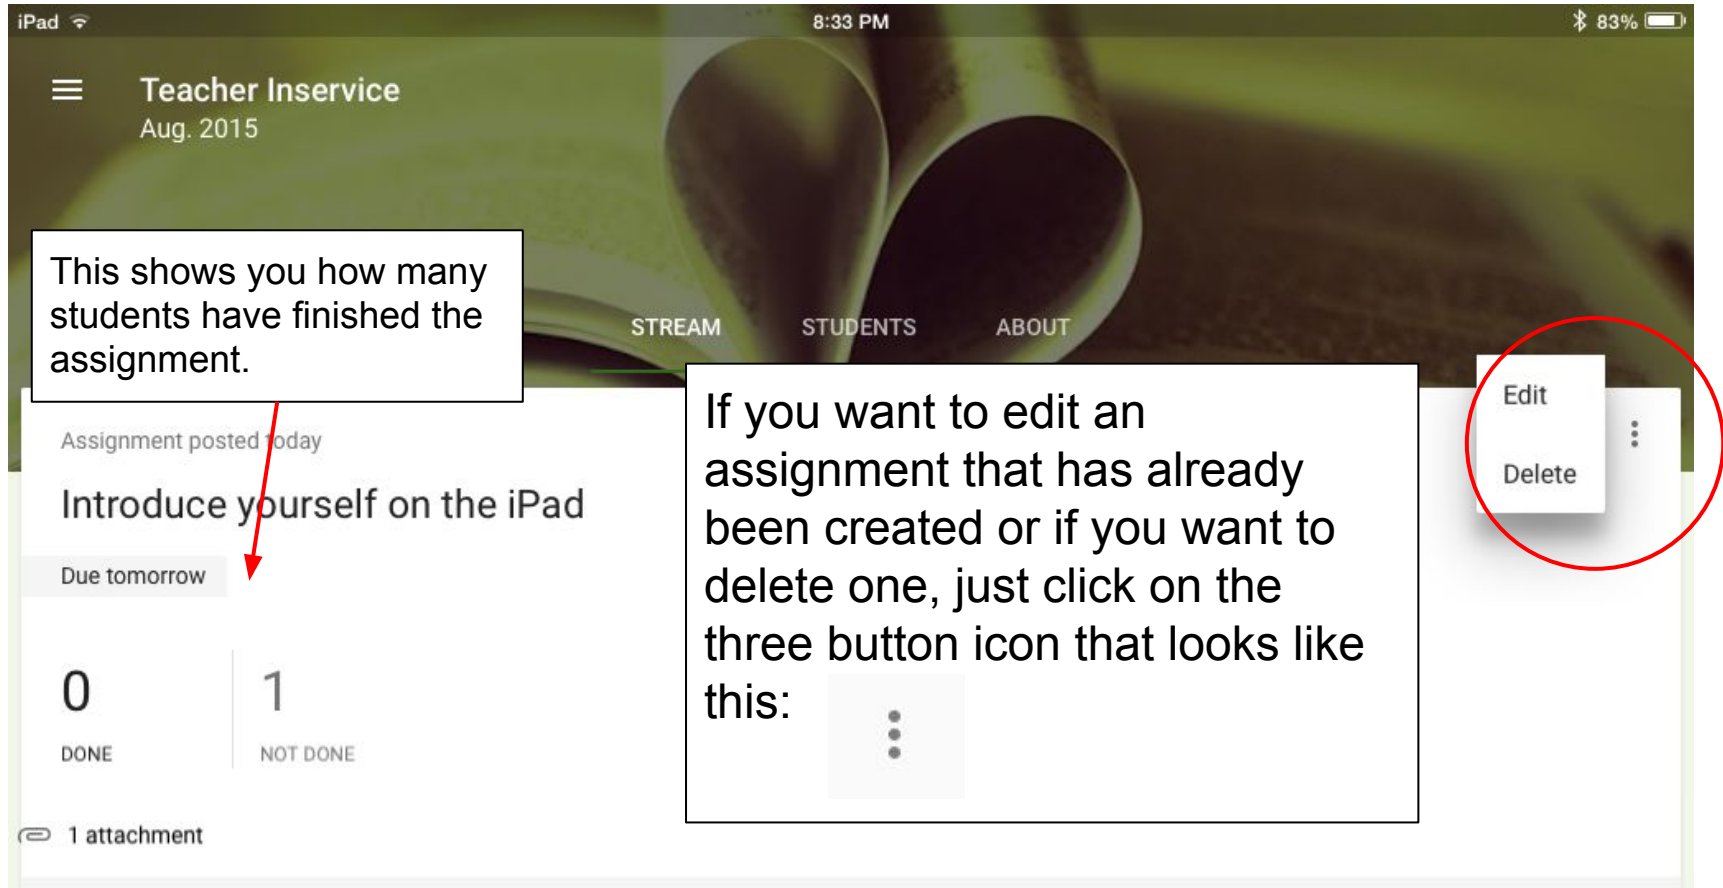 iPad 8:33 PM 83%
Teacher Inservice
Aug. 2015
This shows you how many
students have finished the
assignment.
STREAM STUDENTS ABOUT
If you want to edit an
assignment that has already
been created or if you want to
delete one, just click on the
three button icon that looks like
this:
Edit
Delete
Assignment posted today
Introduce yourself on the iPad
Due tomorrow
0 1
DONE NOT DONE
1 attachment